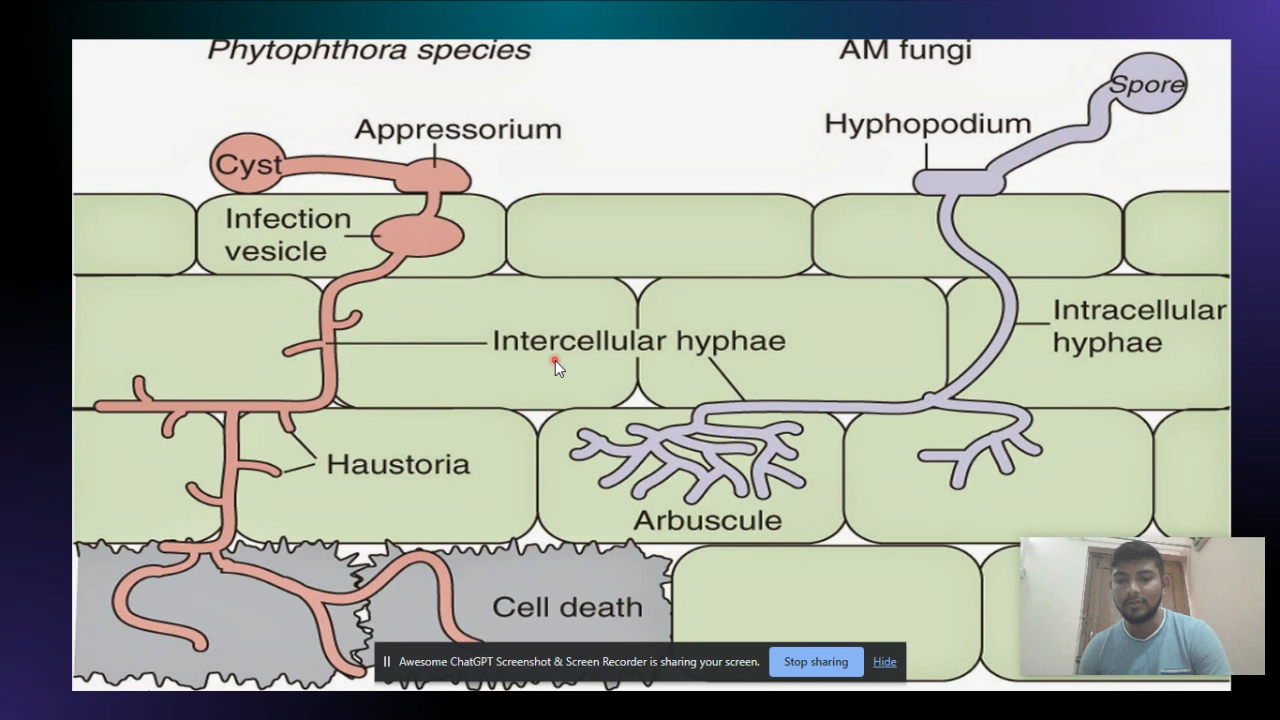 Phytophthora species
AM fungi
Spore
Appressorium
Hyphopodium
Cyst
Infection
vesicle
Intracellular
hyphae
Intercellular hyphae
Haustoria
Arbuscule
Cell death
Awesome ChatGPT Screenshot & Screen Recorder is sharing your screen.
Stop sharing
Hide